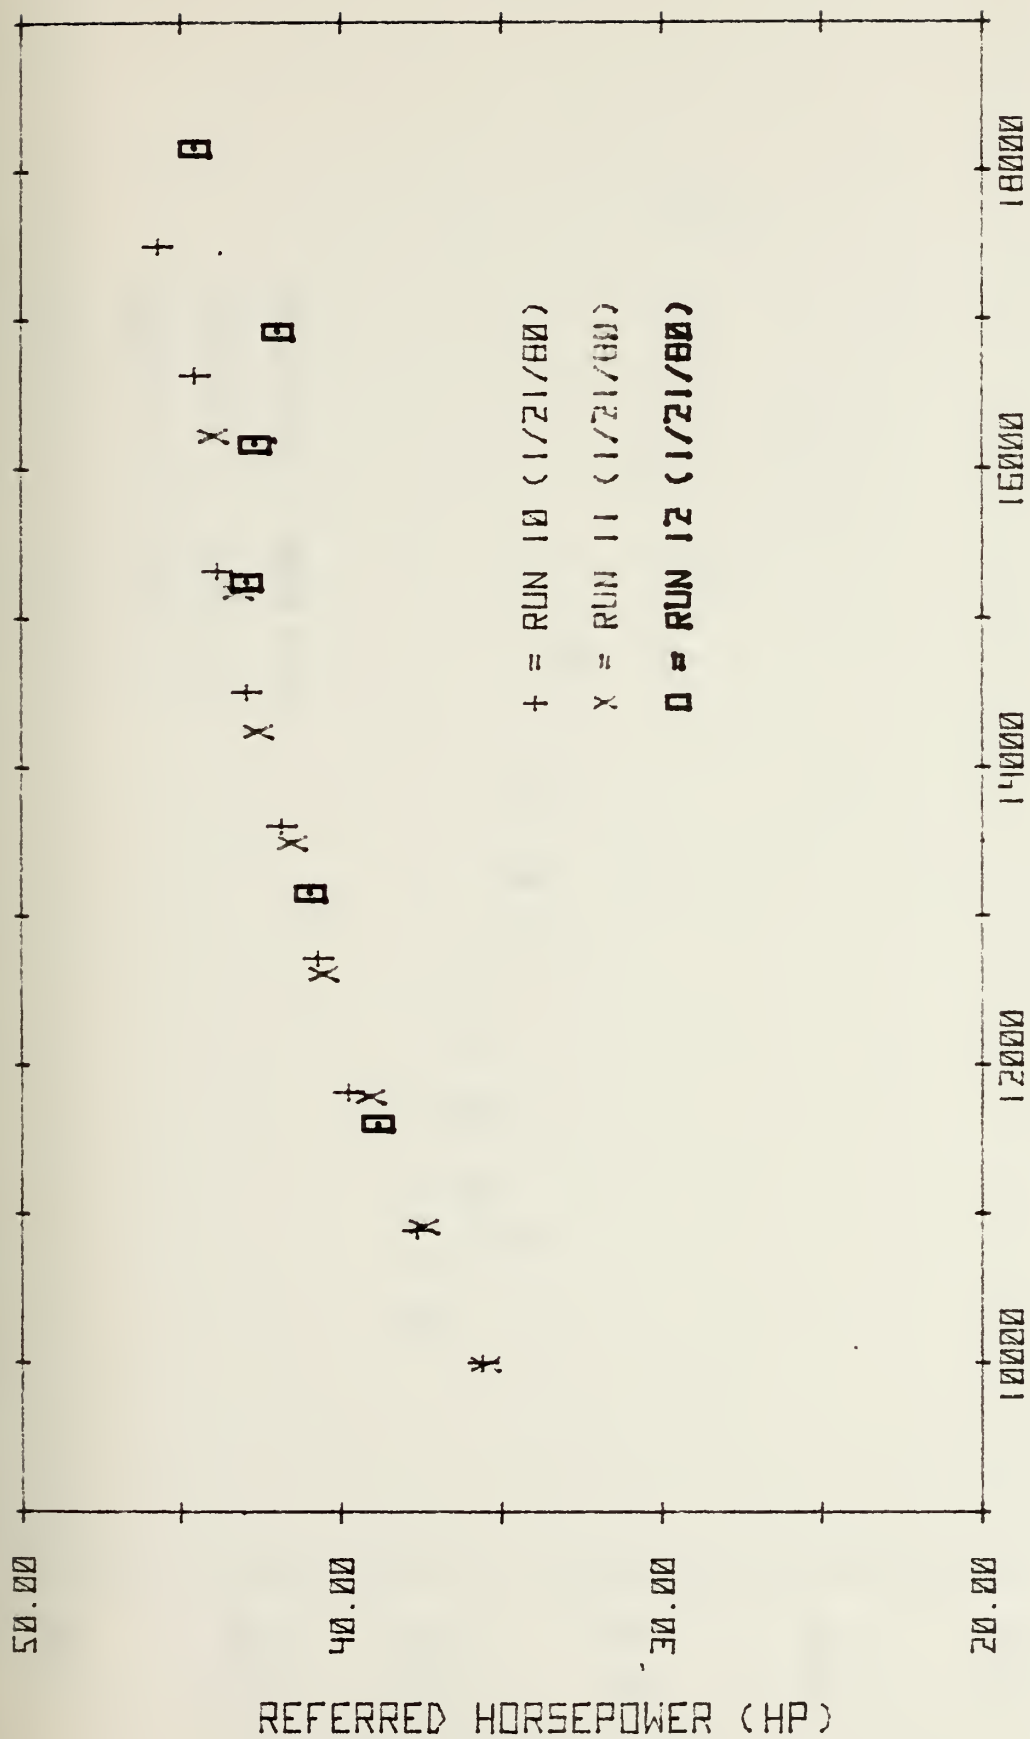 REFERRED HORSEPOWER (HP)
50.00
40.00
30.00
20.00
10000
12000
14000
16000
18000
+ = RUN 10 (1/21/80)
X = RUN 11 (1/21/80)
□ = RUN 12 (1/21/80)